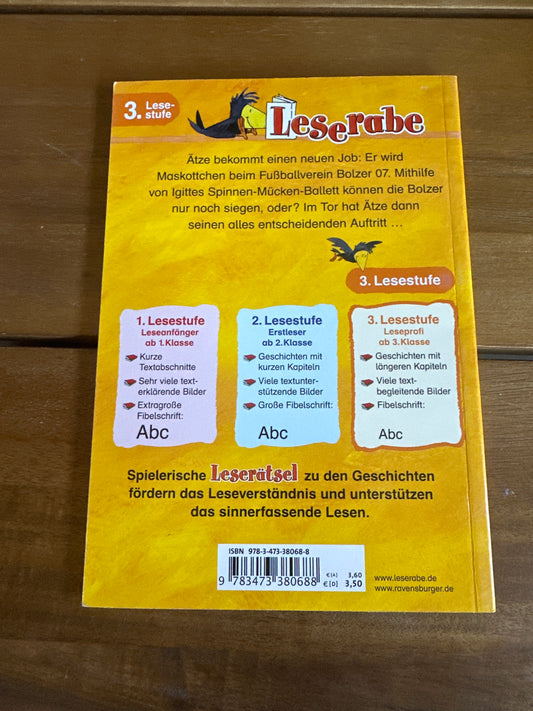 3. Lese-
stufe
Leserabe
Ätze bekommt einen neuen Job: Er wird
Maskottchen beim Fußballverein Bolzer 07. Mithilfe
von Igittes Spinnen-Mücken-Ballett können die Bolzer
nur noch siegen, oder? Im Tor hat Ätze dann
seinen alles entscheidenden Auftritt ...
3. Lesestufe
1. Lesestufe
Leseanfänger
ab 1. Klasse
Kurze
Textabschnitte
Sehr viele text-
erklärende Bilder
Extragroße
Fibelschrift:
Abc
2. Lesestufe
Erstleser
ab 2. Klasse
Geschichten mit
kurzen Kapiteln
Viele textunter-
stützende Bilder
Große Fibelschrift:
Abc
3. Lesestufe
Leseprofi
ab 3. Klasse
Geschichten mit
längeren Kapiteln
Viele text-
begleitende Bilder
Fibelschrift:
Abc
Spielerische Leserätsel zu den Geschichten
fördern das Leseverständnis und unterstützen
das sinnerfassende Lesen.
ISBN 978-3-473-38068-8
9 783473 380688
€ [A] 3,60
€ [D] 3,50
www.leserabe.de
www.ravensburger.de